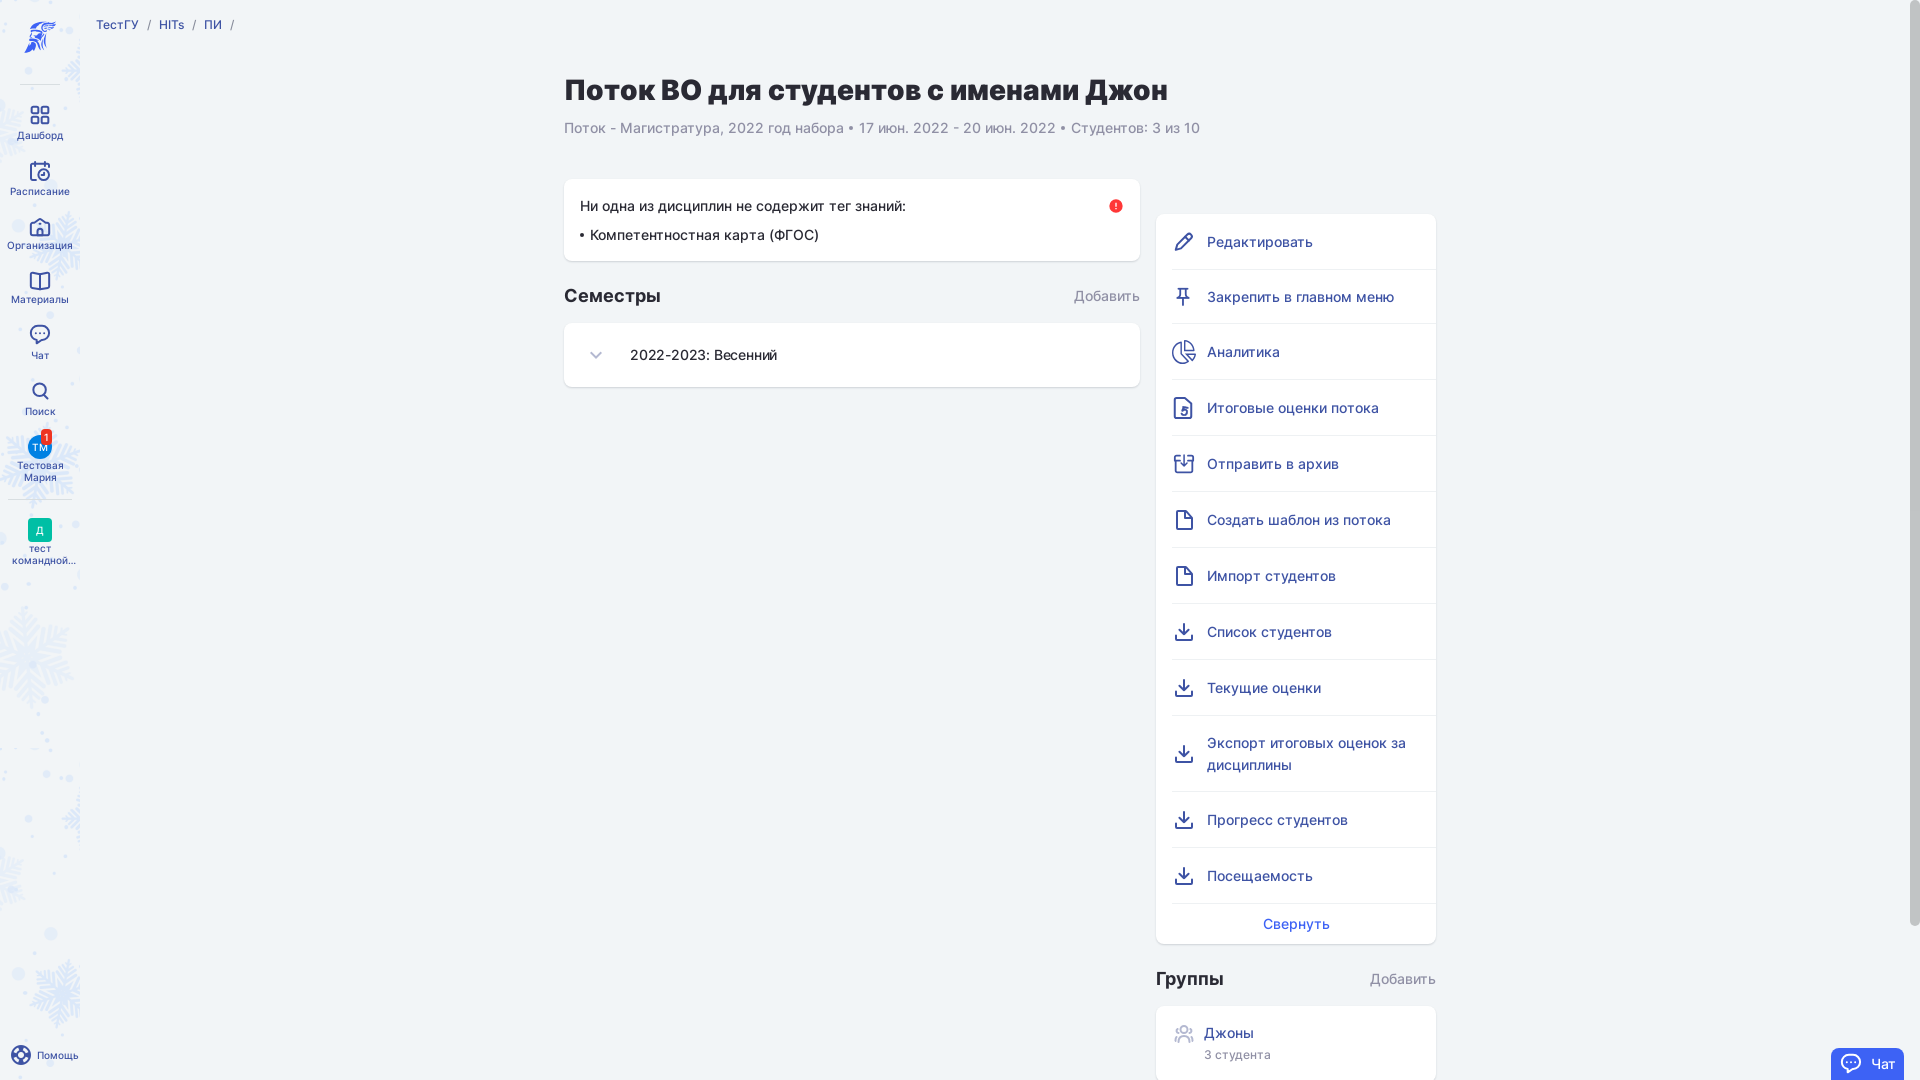 ТестГУ / HITs / ПИ /
Дашборд
Расписание
Организация
Материалы
Чат
Поиск
ТМ
1
Тестовая
Мария
Д
тест
командной...
Помощь
Поток ВО для студентов с именами Джон
Поток - Магистратура, 2022 год набора • 17 июн. 2022 - 20 июн. 2022 • Студентов: 3 из 10
Ни одна из дисциплин не содержит тег знаний:
• Компетентностная карта (ФГОС)
Семестры
Добавить
2022-2023: Весенний
Редактировать
Закрепить в главном меню
Аналитика
Итоговые оценки потока
Отправить в архив
Создать шаблон из потока
Импорт студентов
Список студентов
Текущие оценки
Экспорт итоговых оценок за
дисциплины
Прогресс студентов
Посещаемость
Свернуть
Группы
Добавить
Джоны
3 студента
Чат